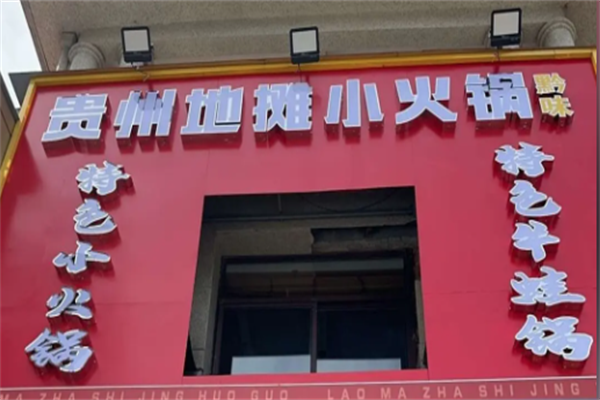 贵州地摊小火锅
黔味
特色小火锅
特色牛蛙锅
MA ZHA SHI JING HUO GUO
LAO MA ZHA SHI JING